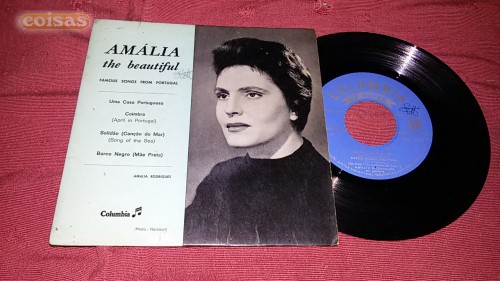 coisas
AMÁLIA
the beautiful
FAMOUS SONGS FROM PORTUGAL
Uma Casa Portuguesa
Coimbra
(April in Portugal)
Solidão (Canção do Mar)
(Song of the Sea)
Barco Negro (Mãe Preta)
AMALIA RODRIGUES
Columbia
COLUMBIA